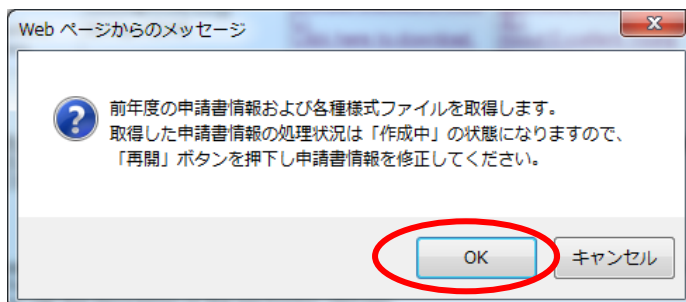 Web ページからのメッセージ
前年度の申請書情報および各種様式ファイルを取得します。
取得した申請書情報の処理状況は「作成中」の状態になりますので、
「再開」ボタンを押下し申請書情報を修正してください。
OK
キャンセル